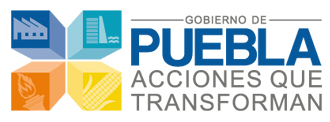 GOBIERNO DE
PUEBLA
ACCIONES QUE
TRANSFORMAN